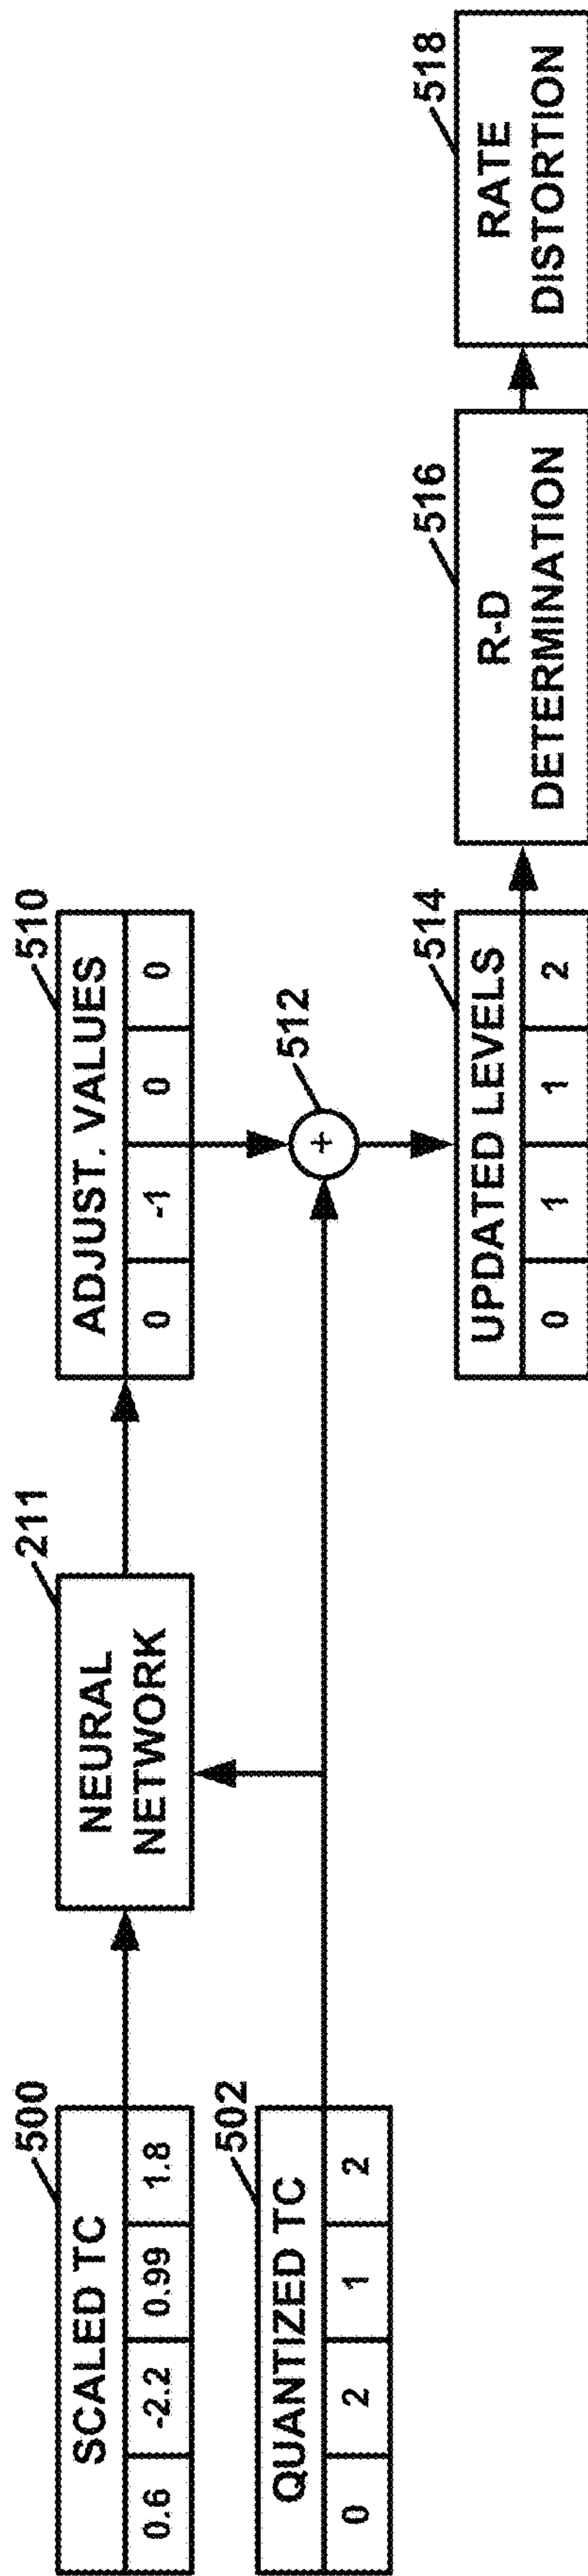 500
SCALED TC
0.6 -2.2 0.99 1.8
502
QUANTIZED TC
0 2 1 2
211
NEURAL
NETWORK
510
ADJUST. VALUES
0 -1 0 0
512
+
514
UPDATED LEVELS
0 1 1 2
516
R-D
DETERMINATION
518
RATE
DISTORTION